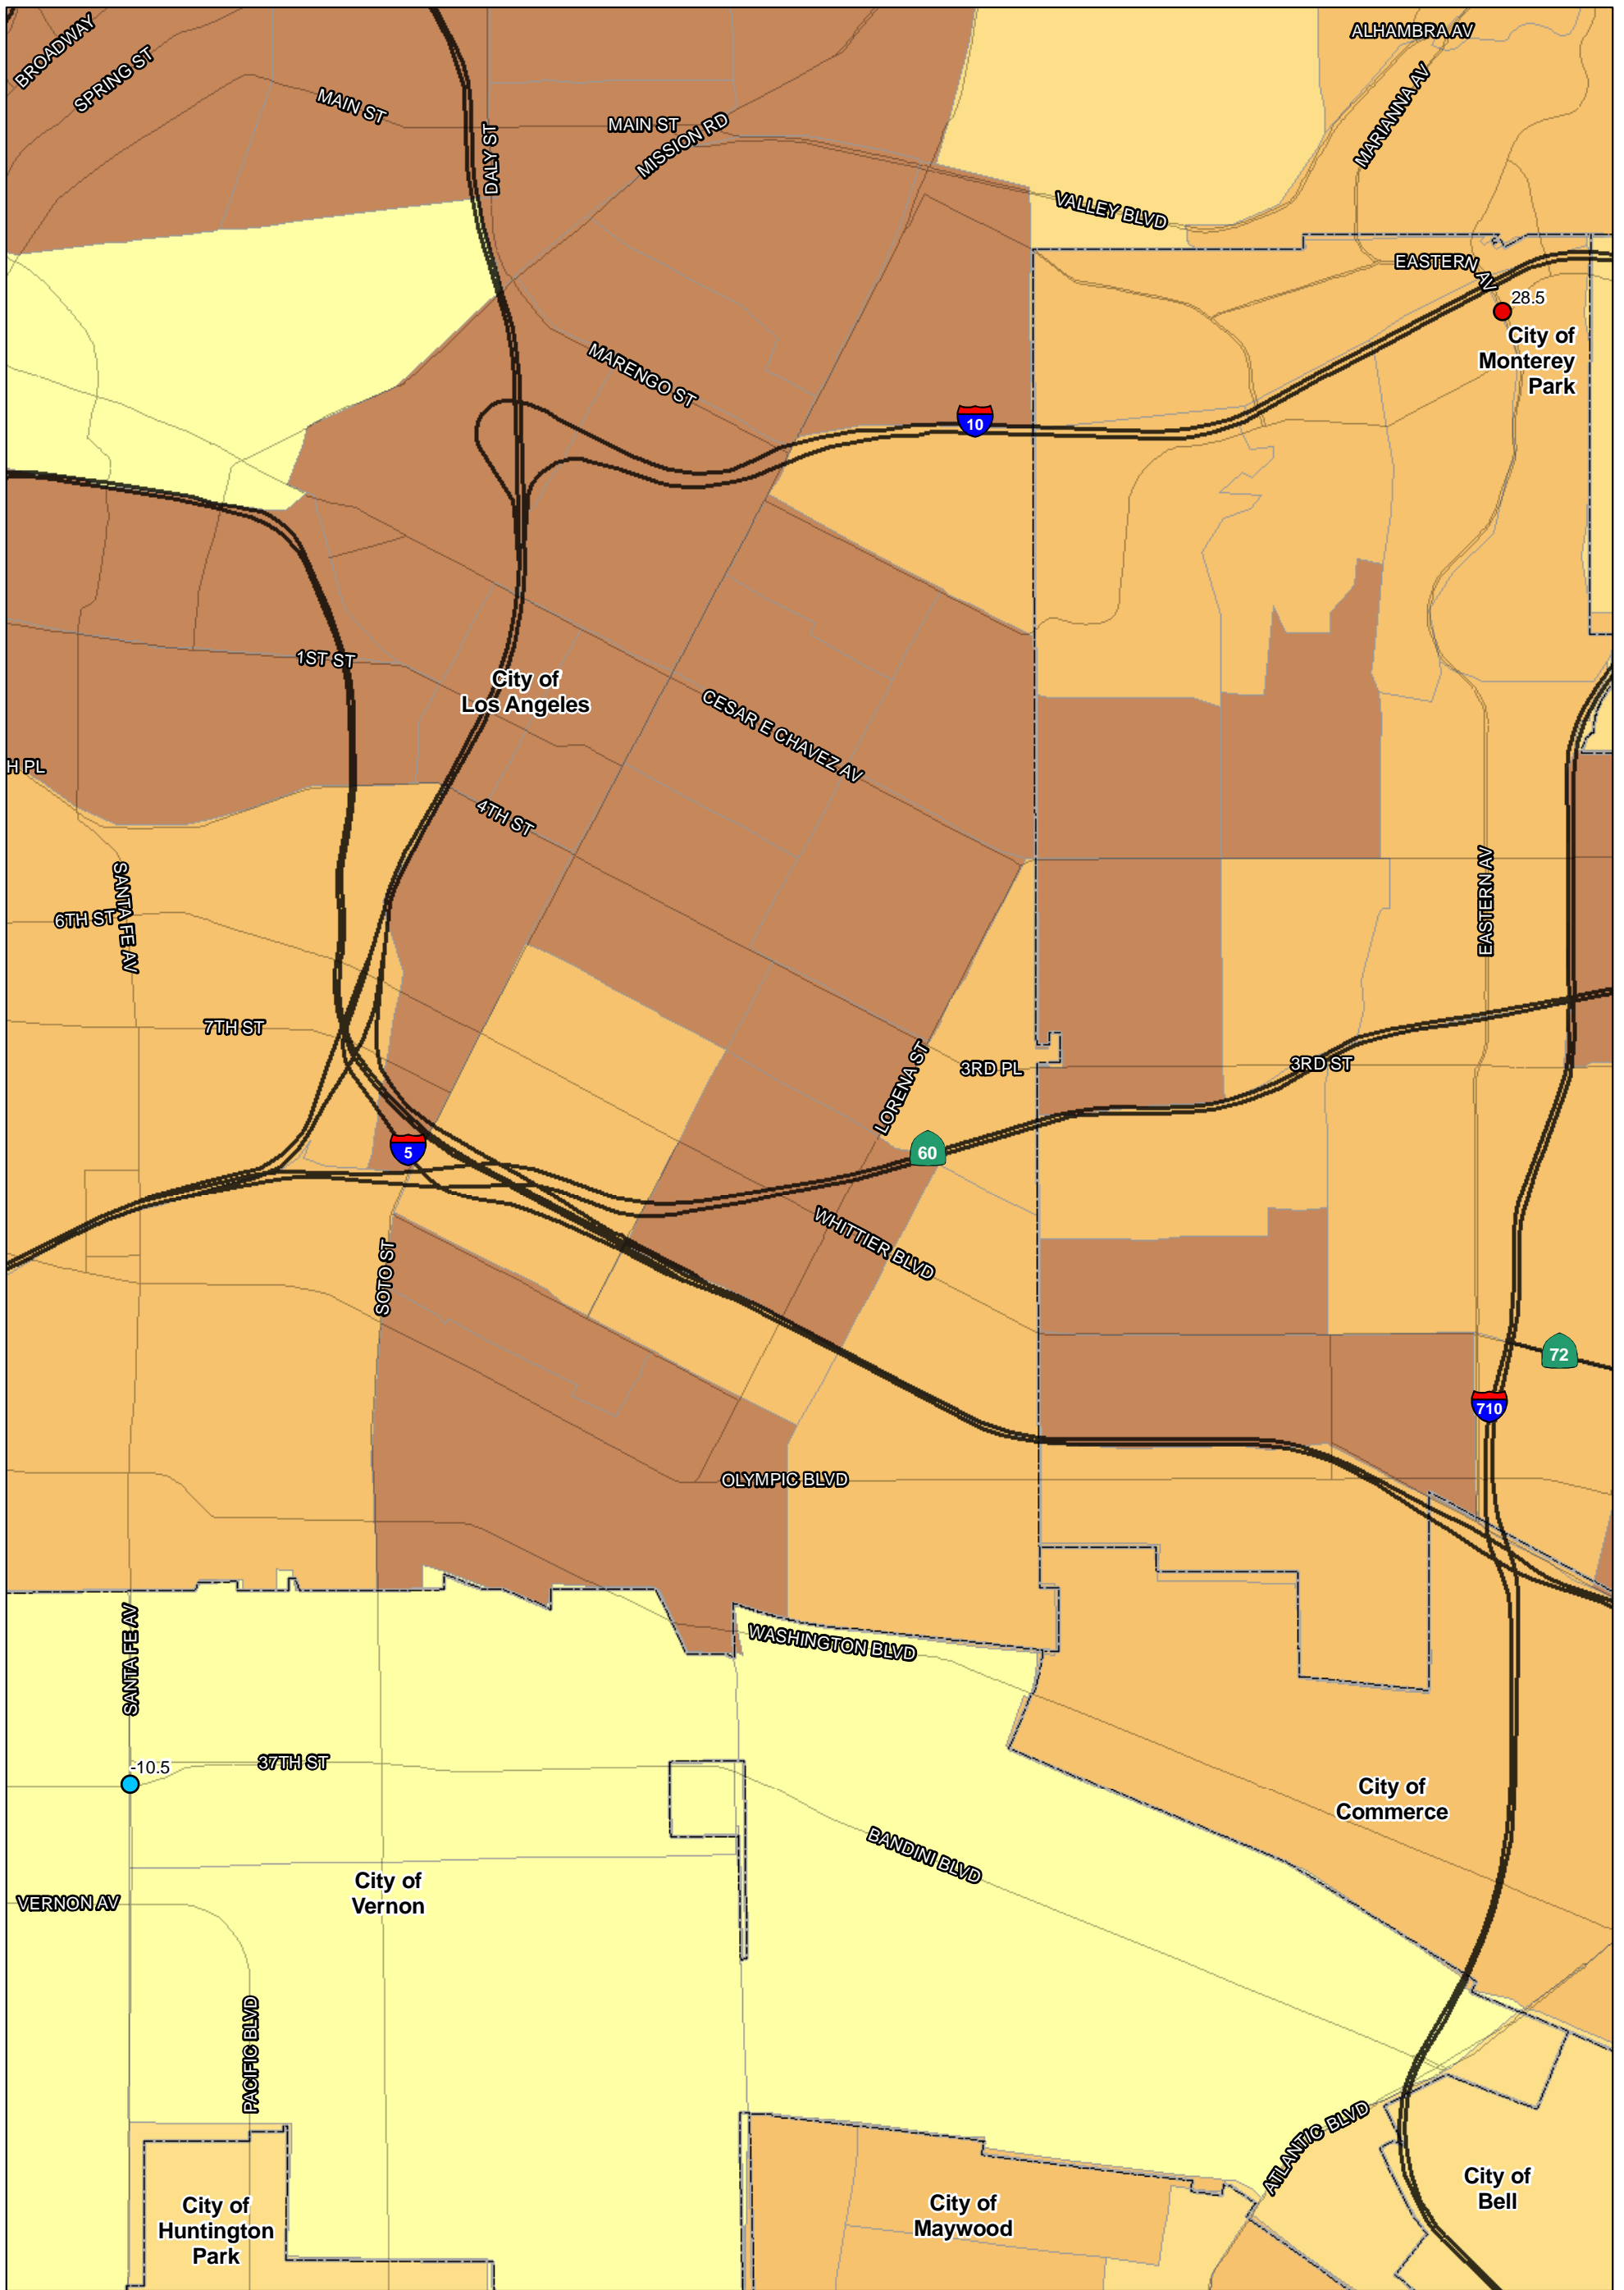 BROADWAY
SPRING ST
MAIN ST
DALY ST
MAIN ST
MISSION RD
ALHAMBRA AV
MARIANNA AV
VALLEY BLVD
EASTERN AV
28.5
City of
Monterey
Park
MARENGO ST
10
1ST ST
City of
Los Angeles
CESAR E CHAVEZ AV
H PL
4TH ST
SANTA FE AV
6TH ST
EASTERN AV
7TH ST
LORENA ST
3RD PL
3RD ST
5
60
WHITTIER BLVD
SOTO ST
72
710
OLYMPIC BLVD
SANTA FE AV
WASHINGTON BLVD
-10.5
37TH ST
City of
Commerce
BANDINI BLVD
City of
Vernon
VERNON AV
PACIFIC BLVD
ATLANTIC BLVD
City of
Bell
City of
Huntington
Park
City of
Maywood